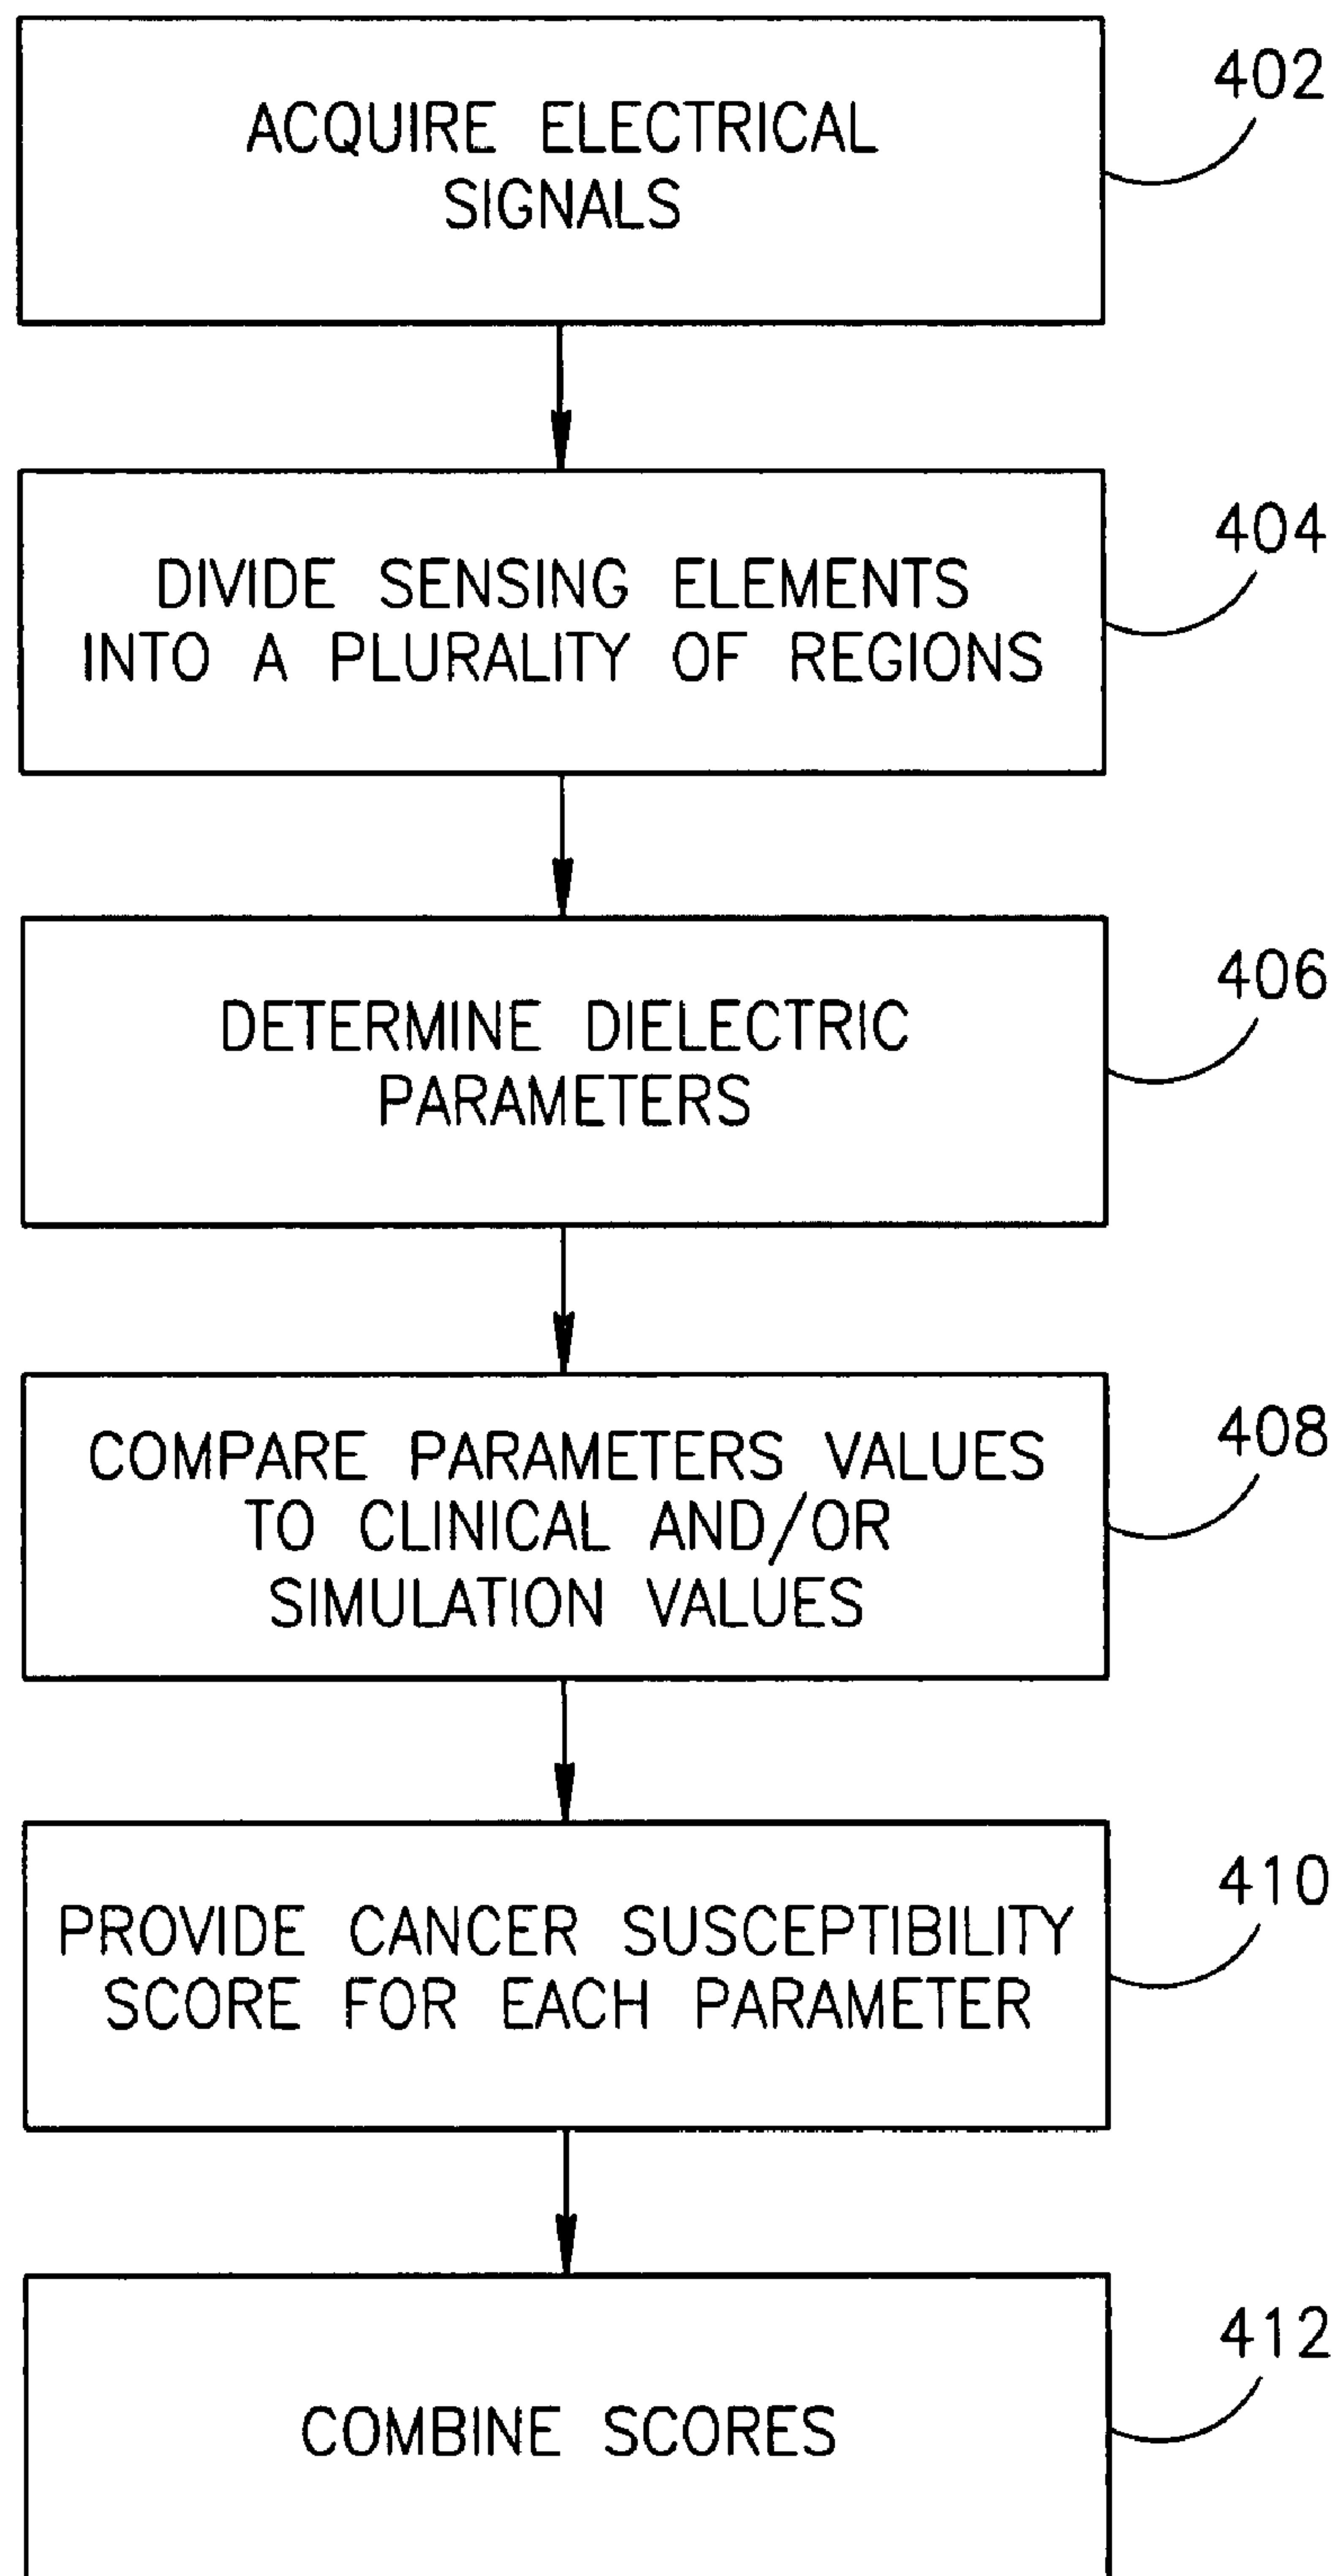 ACQUIRE ELECTRICAL
SIGNALS
402
DIVIDE SENSING ELEMENTS
INTO A PLURALITY OF REGIONS
404
DETERMINE DIELECTRIC
PARAMETERS
406
COMPARE PARAMETERS VALUES
TO CLINICAL AND/OR
SIMULATION VALUES
408
PROVIDE CANCER SUSCEPTIBILITY
SCORE FOR EACH PARAMETER
410
COMBINE SCORES
412